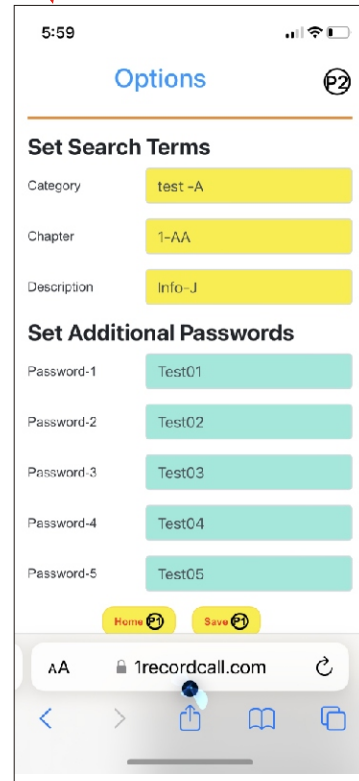 5:59
Options P2
Set Search Terms
Category test -A
Chapter 1-AA
Description Info-J
Set Additional Passwords
Password-1 Test01
Password-2 Test02
Password-3 Test03
Password-4 Test04
Password-5 Test05
Home P1 Save P1
AA 1recordcall.com